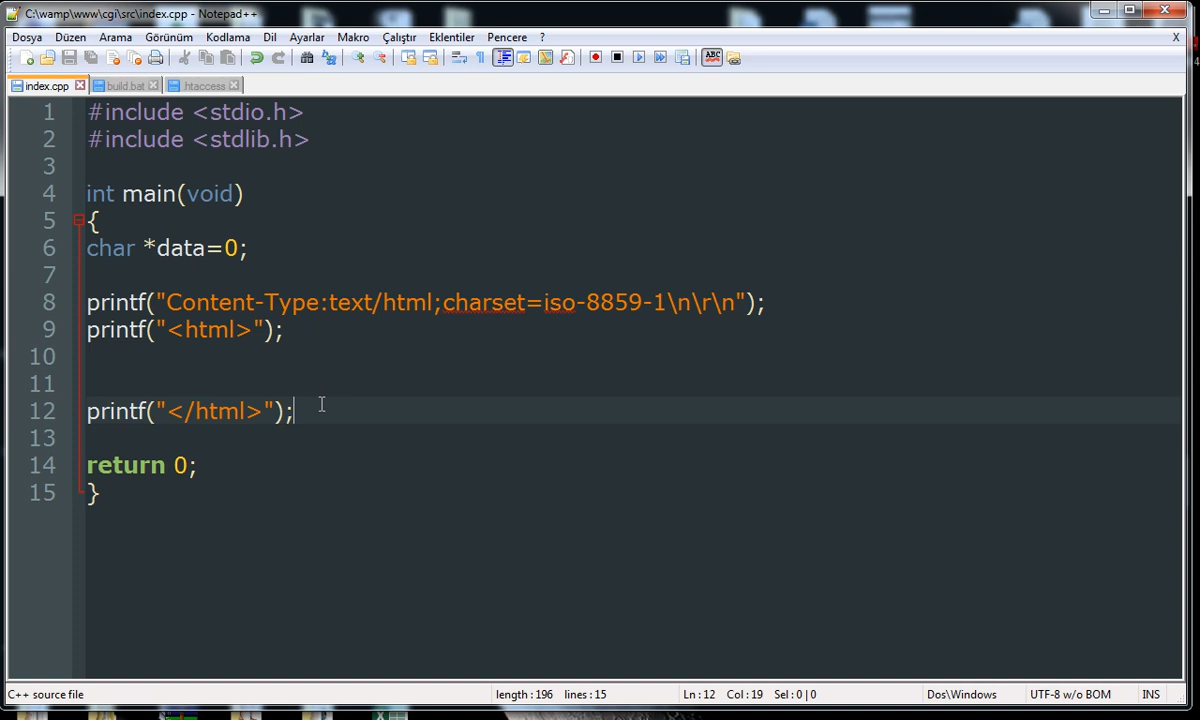 C:\wamp\www\cgi\src\index.cpp - Notepad++
Dosya Düzen Arama Görünüm Kodlama Dil Ayarlar Makro Çalıştır Eklentiler Pencere ? X
ABC
index.cpp build.bat .htaccess
1 #include <stdio.h>
2 #include <stdlib.h>
3
4 int main(void)
5 {
6 char *data=0;
7
8 printf("Content-Type:text/html;charset=iso-8859-1\n\r\n");
9 printf("<html>");
10
11
12 printf("</html>");
13
14 return 0;
15 }
C++ source file length : 196 lines : 15 Ln : 12 Col : 19 Sel : 0 | 0 Dos\Windows UTF-8 w/o BOM INS